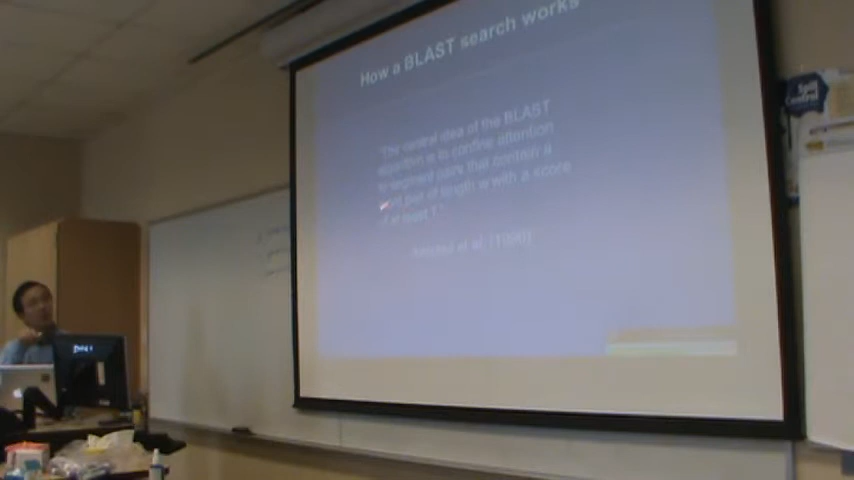 How a BLAST search works
"The central idea of the BLAST
algorithm is to confine attention
to segment pairs that contain a
word pair of length w with a score
of at least T."
Altschul et al. (1990)